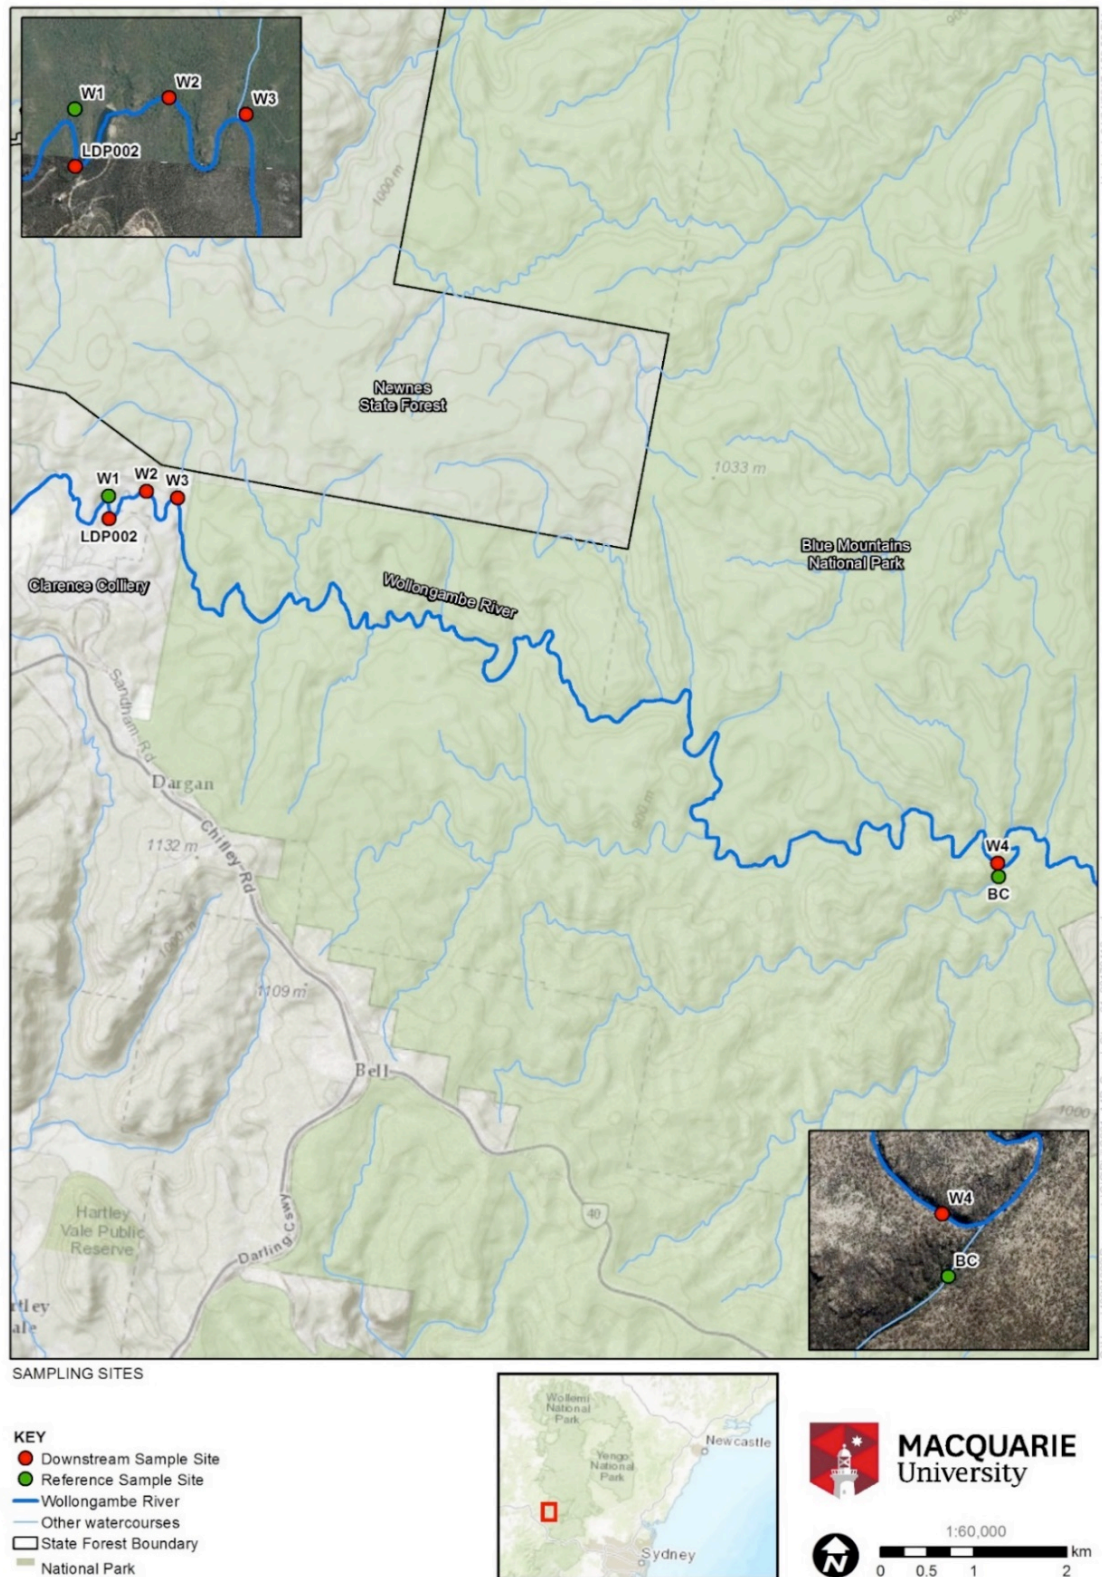 W1
W2
W3
LDP002
900
1000 m
Newnes
State Forest
1033 m
W1
W2
W3
LDP002
Blue Mountains
National Park
Clarence Colliery
Wollongambe River
Sandham Rd
Dargan
900 m
1132 m
Chifley Rd
W4
BC
1000 m
1109 m
Bell
1000
W4
BC
Hartley
Vale Public
Reserve
40
Darling Cswy
rtley
ale
SAMPLING SITES
KEY
Downstream Sample Site
Reference Sample Site
Wollongambe River
Other watercourses
State Forest Boundary
National Park
Wollemi
National
Park
Newcastle
Yengo
National
Park
Sydney
MACQUARIE
University
N
1:60,000
km
0 0.5 1 2